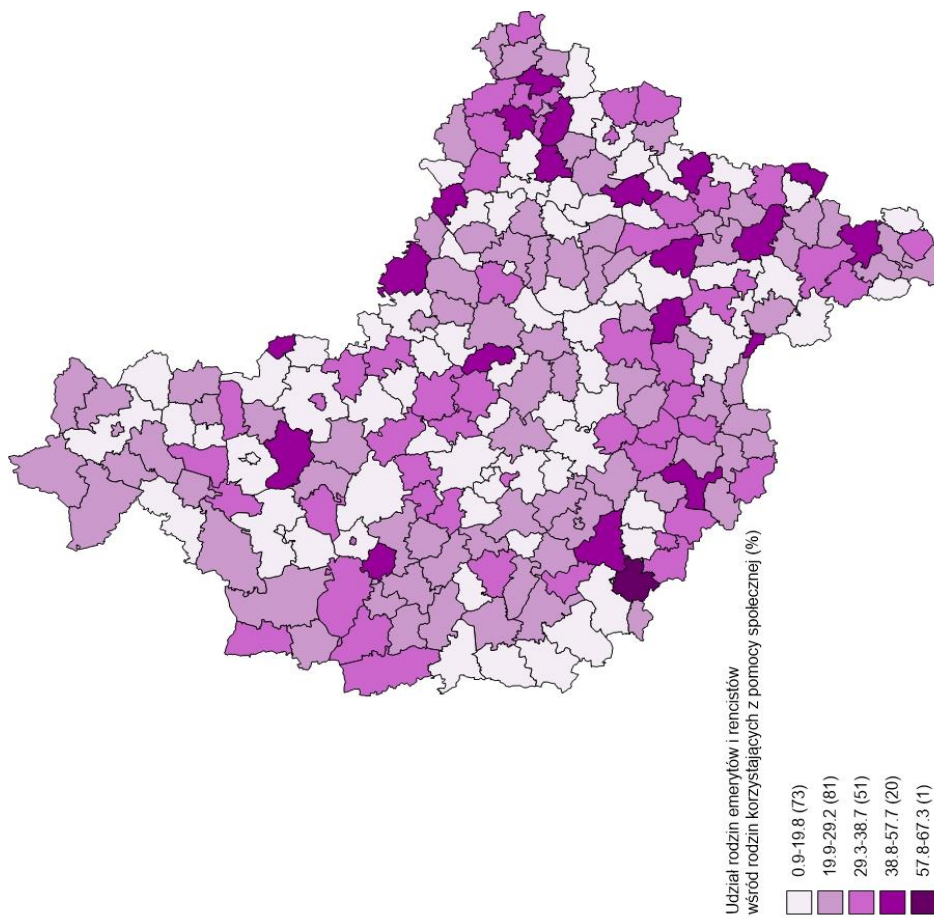 Udział rodzin emerytów i rencistów
wśród rodzin korzystających z pomocy społecznej (%)
0.9-19.8 (73)
19.9-29.2 (81)
29.3-38.7 (51)
38.8-57.7 (20)
57.8-67.3 (1)